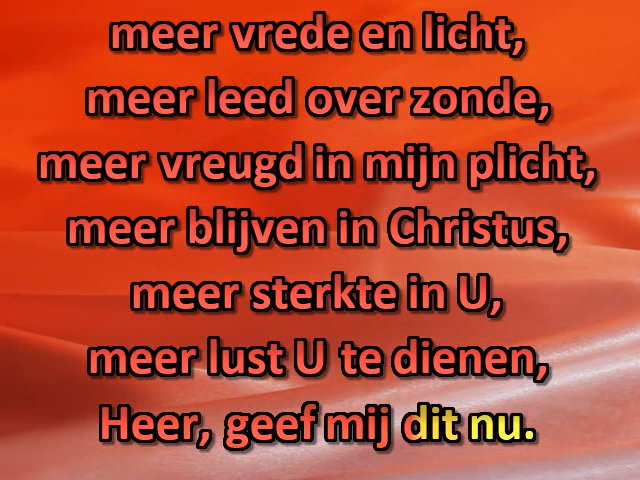 meer vrede en licht,
meer leed over zonde,
meer vreugd in mijn plicht,
meer blijven in Christus,
meer sterkte in U,
meer lust U te dienen,
Heer, geef mij dit nu.